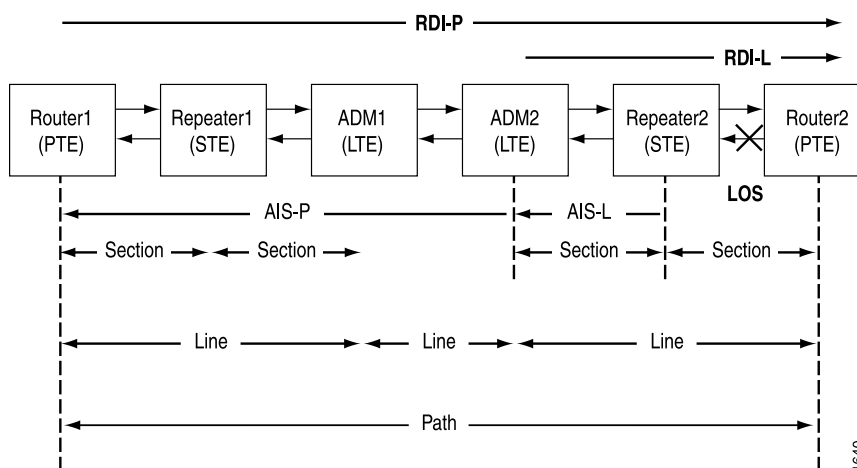 RDI-P
RDI-L
Router1 (PTE)
Repeater1 (STE)
ADM1 (LTE)
ADM2 (LTE)
Repeater2 (STE)
Router2 (PTE)
LOS
AIS-P
AIS-L
Section
Section
Section
Section
Line
Line
Line
Path